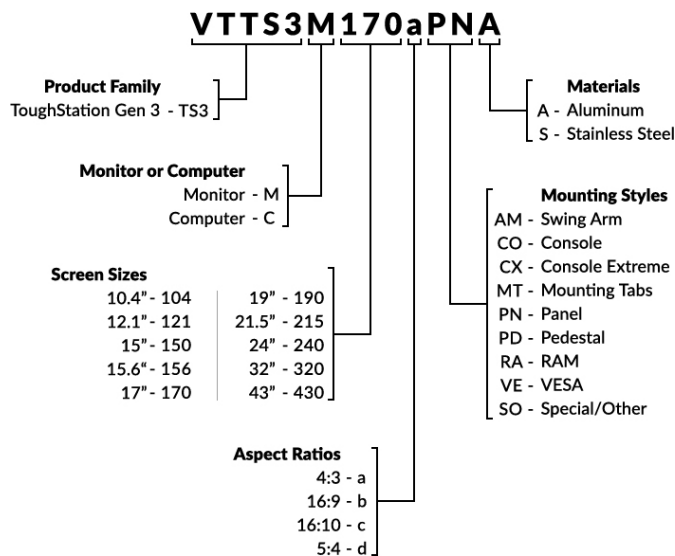 VTTS3M170aPNA
Product Family
ToughStation Gen 3 - TS3
Materials
A - Aluminum
S - Stainless Steel
Monitor or Computer
Monitor - M
Computer - C
Mounting Styles
AM - Swing Arm
CO - Console
CX - Console Extreme
MT - Mounting Tabs
PN - Panel
PD - Pedestal
RA - RAM
VE - VESA
SO - Special/Other
Screen Sizes
10.4” - 104
12.1” - 121
15” - 150
15.6“ - 156
17” - 170
19” - 190
21.5” - 215
24” - 240
32” - 320
43” - 430
Aspect Ratios
4:3 - a
16:9 - b
16:10 - c
5:4 - d